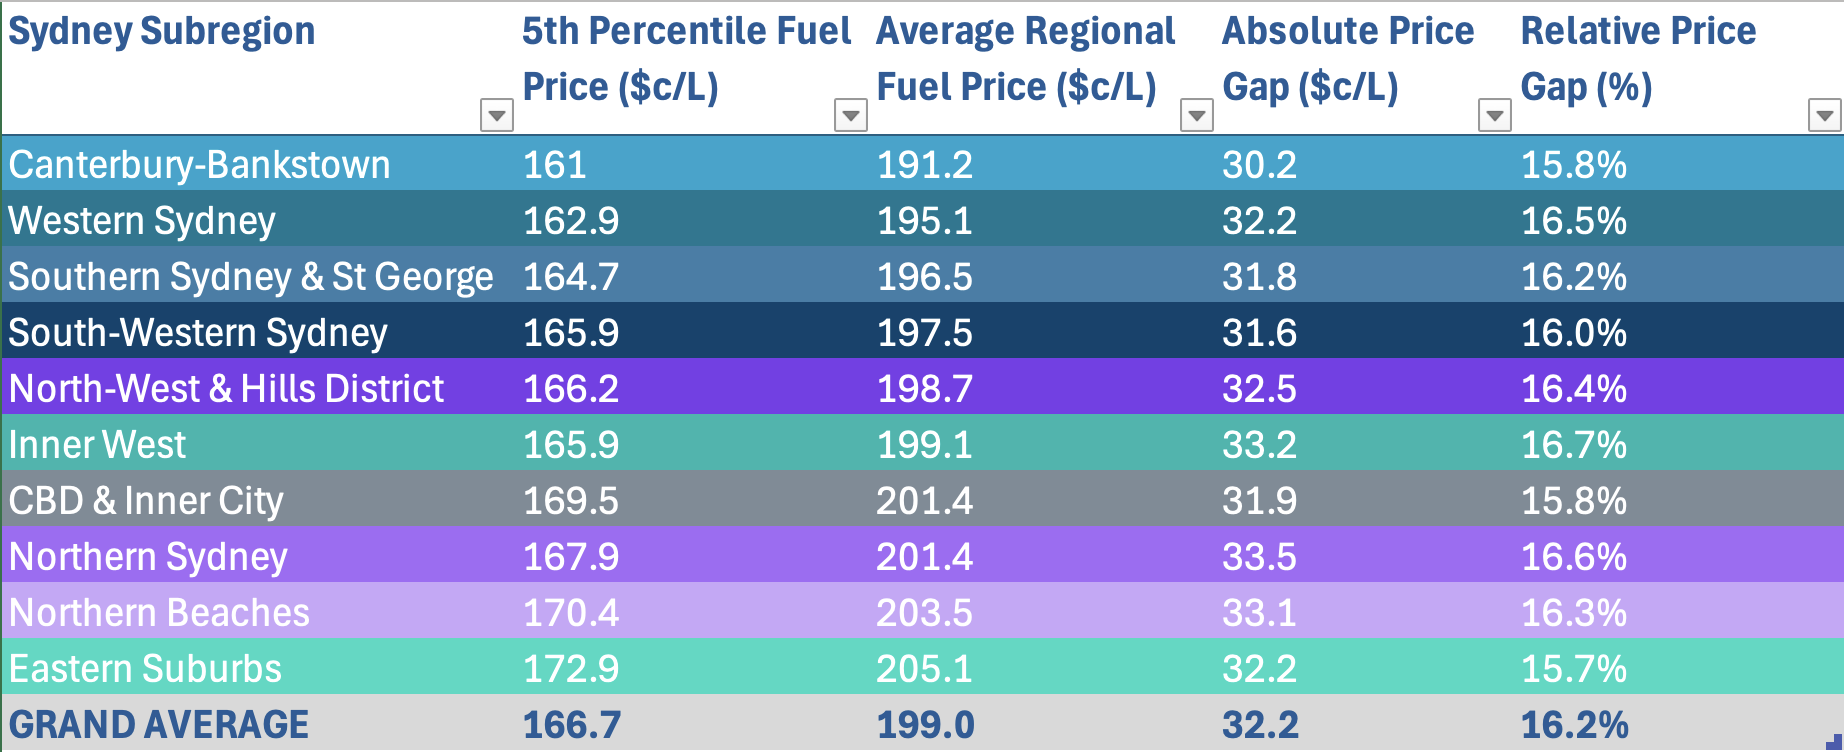 Sydney Subregion 5th Percentile Fuel Price ($c/L) Average Regional Fuel Price ($c/L) Absolute Price Gap ($c/L) Relative Price Gap (%)
Canterbury-Bankstown 161 191.2 30.2 15.8%
Western Sydney 162.9 195.1 32.2 16.5%
Southern Sydney & St George 164.7 196.5 31.8 16.2%
South-Western Sydney 165.9 197.5 31.6 16.0%
North-West & Hills District 166.2 198.7 32.5 16.4%
Inner West 165.9 199.1 33.2 16.7%
CBD & Inner City 169.5 201.4 31.9 15.8%
Northern Sydney 167.9 201.4 33.5 16.6%
Northern Beaches 170.4 203.5 33.1 16.3%
Eastern Suburbs 172.9 205.1 32.2 15.7%
GRAND AVERAGE 166.7 199.0 32.2 16.2%